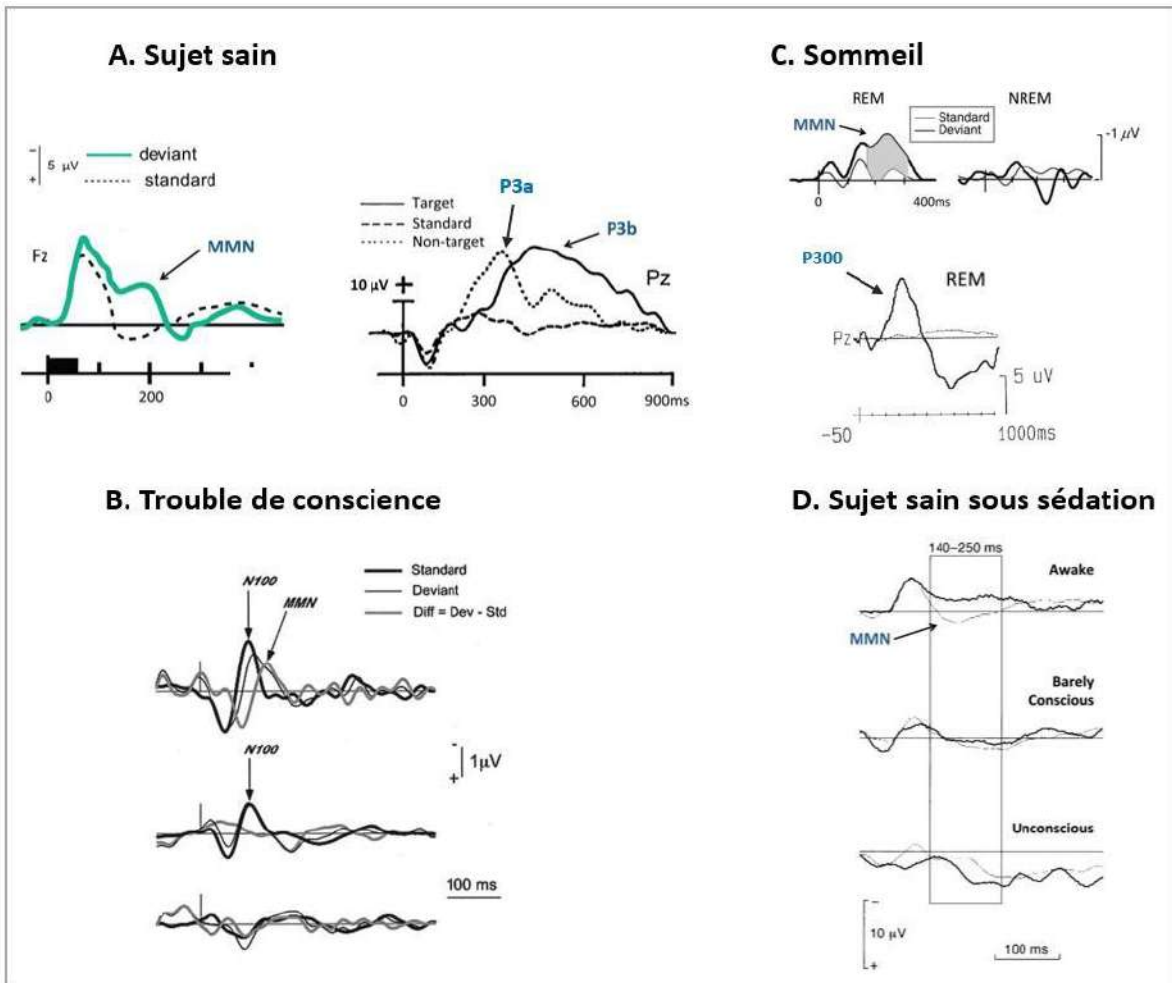 A. Sujet sain
−
5 μV
+
deviant
standard
Fz
MMN
0
200
Target
Standard
Non-target
P3a
P3b
10 μV
+
Pz
0
300
600
900ms
B. Trouble de conscience
N100
MMN
Standard
Deviant
Diff = Dev - Std
N100
-
1μV
+
100 ms
C. Sommeil
REM
NREM
MMN
Standard
Deviant
-1 μV
0
400ms
P300
REM
Pz
5 uV
-50
1000ms
D. Sujet sain sous sédation
140–250 ms
Awake
MMN
Barely
Conscious
Unconscious
−
10 μV
+
100 ms